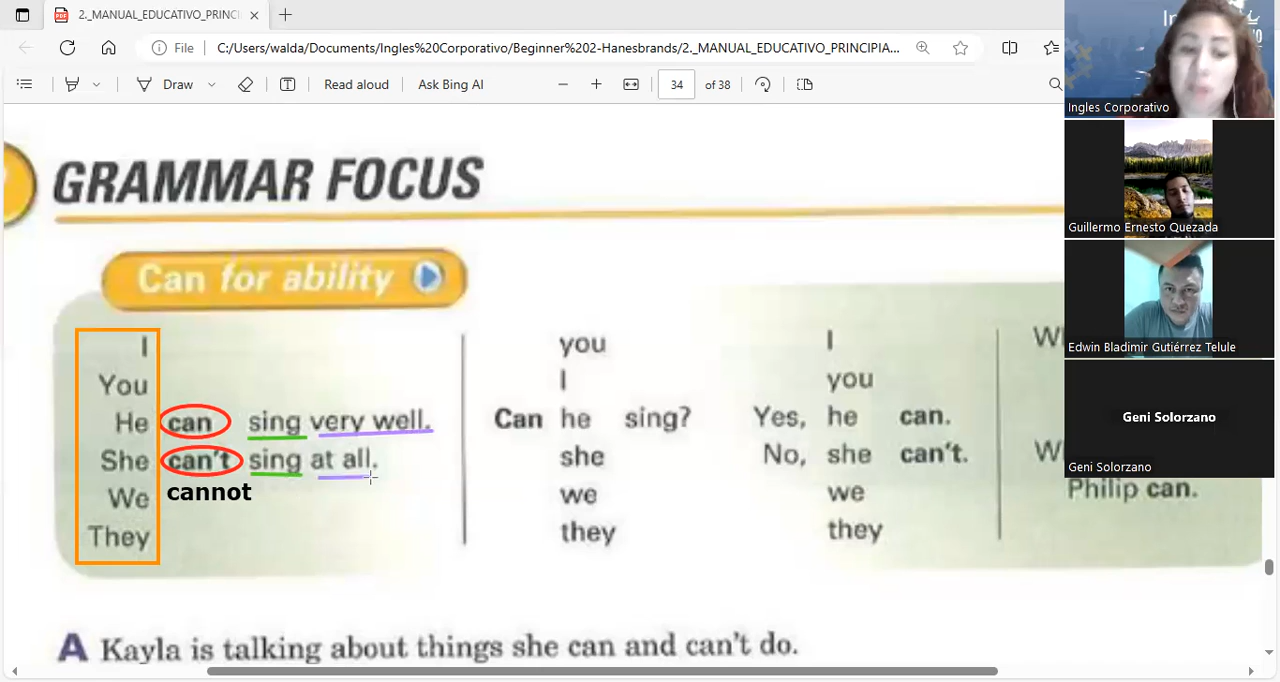 2._MANUAL_EDUCATIVO_PRINCI
File
C:/Users/walda/Documents/Ingles%20Corporativo/Beginner%202-Hanesbrands/2._MANUAL_EDUCATIVO_PRINCIPIA...
Draw
Read aloud
Ask Bing AI
34 of 38
Ingles Corporativo
Guillermo Ernesto Quezada
Edwin Bladimir Gutiérrez Telule
Geni Solorzano
Geni Solorzano
GRAMMAR FOCUS
Can for ability
I
You
He can sing very well.
She can't sing at all.
We cannot
They
you
I
Can he sing?
she
we
they
I
you
Yes, he can.
No, she can't.
we
they
Philip can.
A Kayla is talking about things she can and can't do.